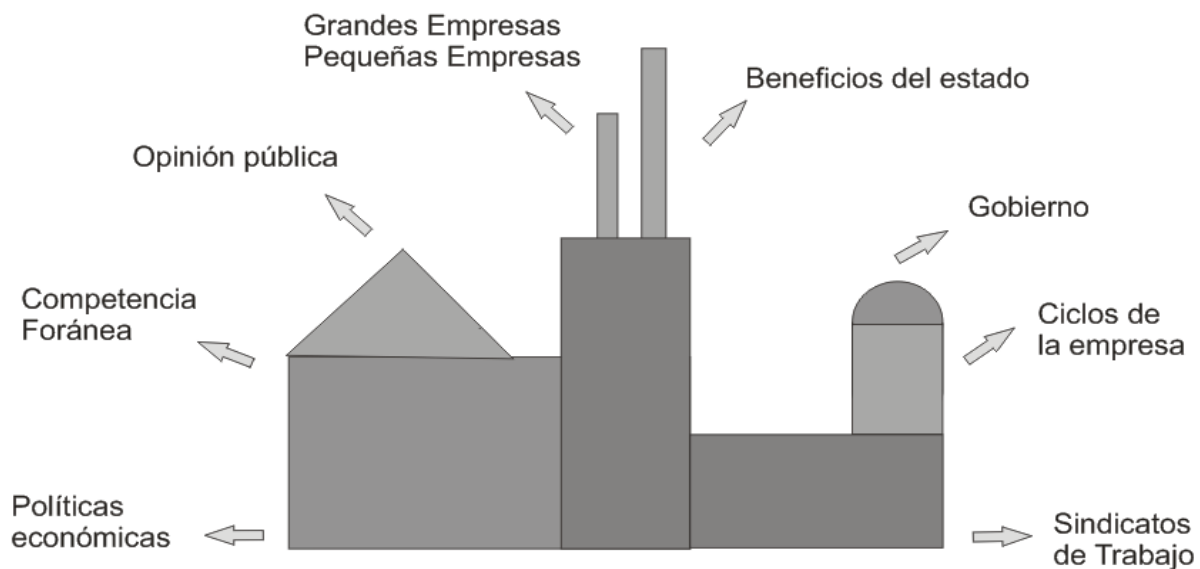 Grandes Empresas
Pequeñas Empresas
Beneficios del estado
Opinión pública
Gobierno
Competencia
Foránea
Ciclos de
la empresa
Políticas
económicas
Sindicatos
de Trabajo